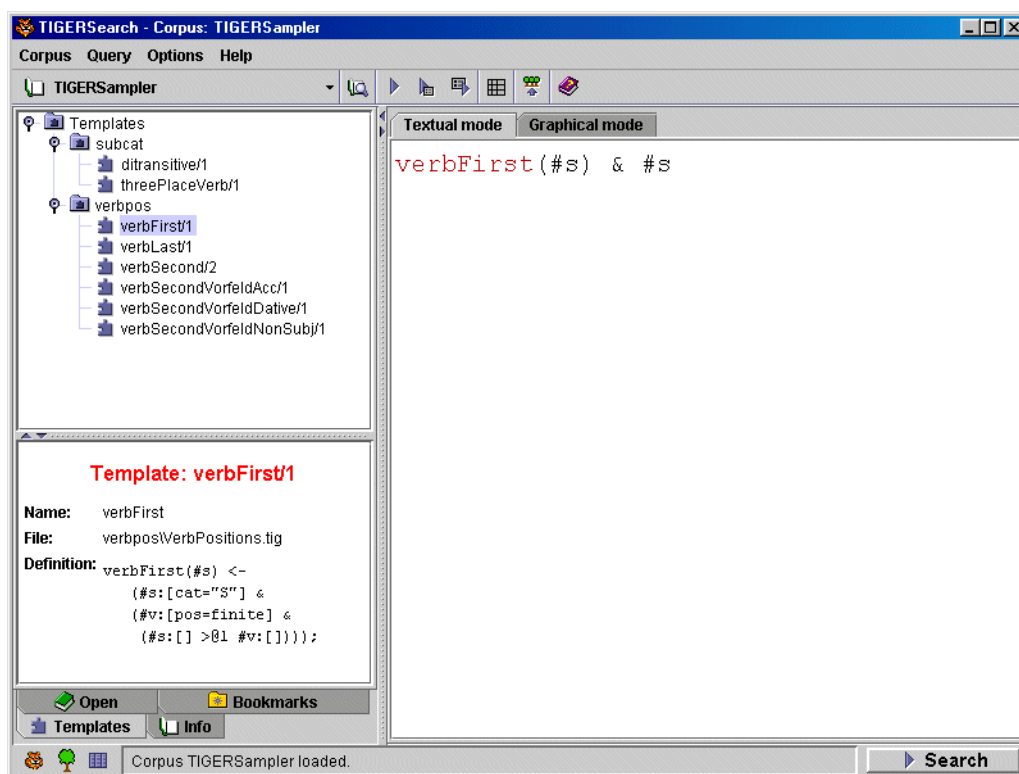 TIGERSearch - Corpus: TIGERSampler
Corpus Query Options Help
TIGERSampler
Templates
subcat
ditransitive/1
threePlaceVerb/1
verbpos
verbFirst/1
verbLast/1
verbSecond/2
verbSecondVorfeldAcc/1
verbSecondVorfeldDative/1
verbSecondVorfeldNonSubj/1
Template: verbFirst/1
Name: verbFirst
File: verbpos\VerbPositions.tig
Definition: verbFirst(#s) <-
(#s:[cat="S"] &
(#v:[pos=finite] &
(#s:[] >@l #v:[])));
Open Bookmarks
Templates Info
Textual mode Graphical mode
verbFirst(#s) & #s
Corpus TIGERSampler loaded.
Search